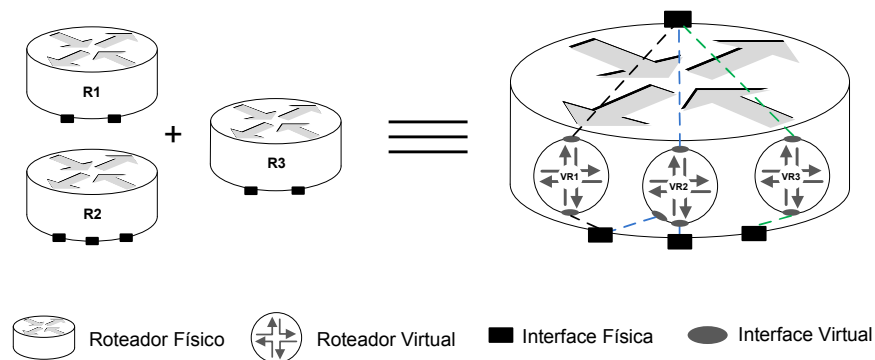 R1
R2
+
R3
VR1
VR2
VR3
Roteador Físico
Roteador Virtual
Interface Física
Interface Virtual